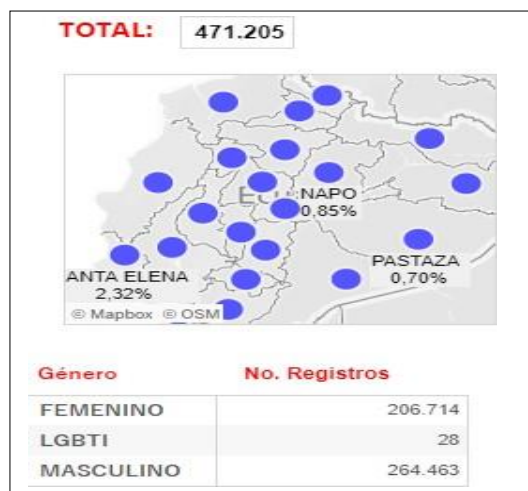 TOTAL: 471.205
NAPO
0,85%
PASTAZA
0,70%
ANTA ELENA
2,32%
© Mapbox © OSM
Género No. Registros
FEMENINO 206.714
LGBTI 28
MASCULINO 264.463